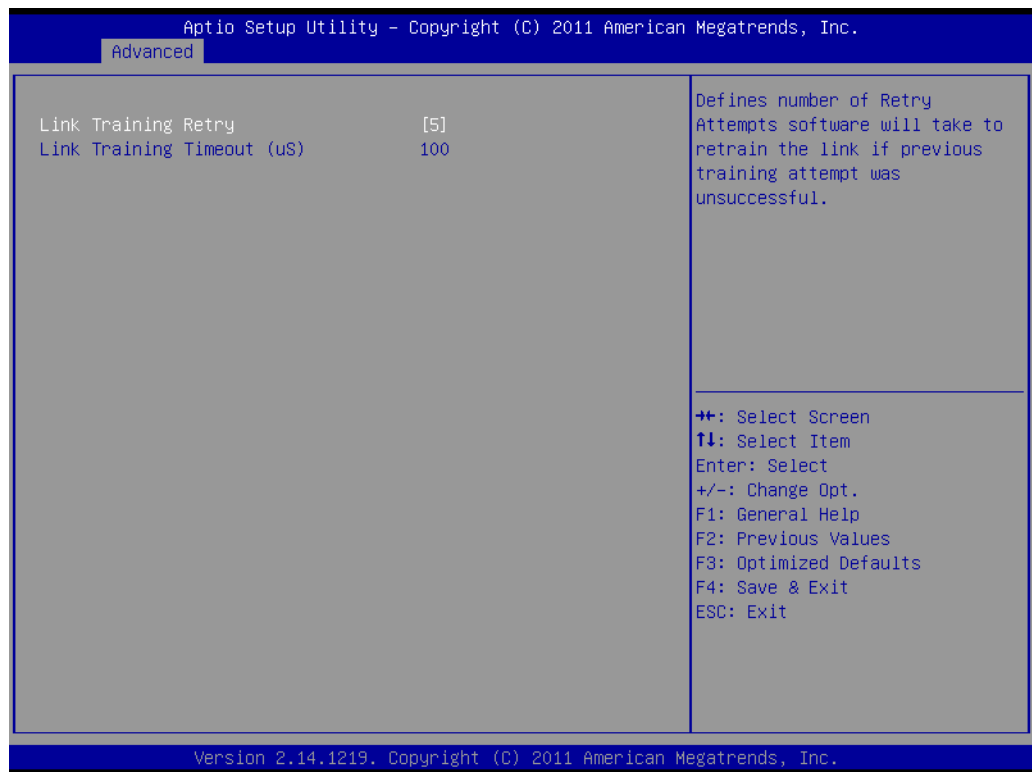 Aptio Setup Utility – Copyright (C) 2011 American Megatrends, Inc.
Advanced
Link Training Retry [5]
Link Training Timeout (uS) 100
Defines number of Retry
Attempts software will take to
retrain the link if previous
training attempt was
unsuccessful.
→←: Select Screen
↑↓: Select Item
Enter: Select
+/-: Change Opt.
F1: General Help
F2: Previous Values
F3: Optimized Defaults
F4: Save & Exit
ESC: Exit
Version 2.14.1219. Copyright (C) 2011 American Megatrends, Inc.